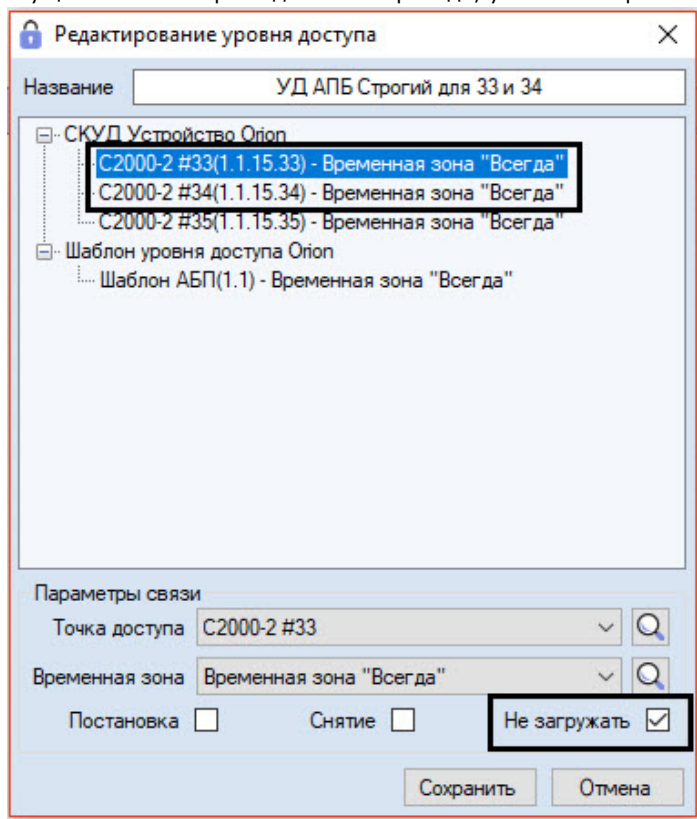 Редактирование уровня доступа
Название УД АПБ Строгий для 33 и 34
СКУД Устройство Orion
С2000-2 #33(1.1.15.33) - Временная зона "Всегда"
С2000-2 #34(1.1.15.34) - Временная зона "Всегда"
С2000-2 #35(1.1.15.35) - Временная зона "Всегда"
Шаблон уровня доступа Orion
Шаблон АБП(1.1) - Временная зона "Всегда"
Параметры связи
Точка доступа С2000-2 #33
Временная зона Временная зона "Всегда"
Постановка Снятие Не загружать
Сохранить Отмена